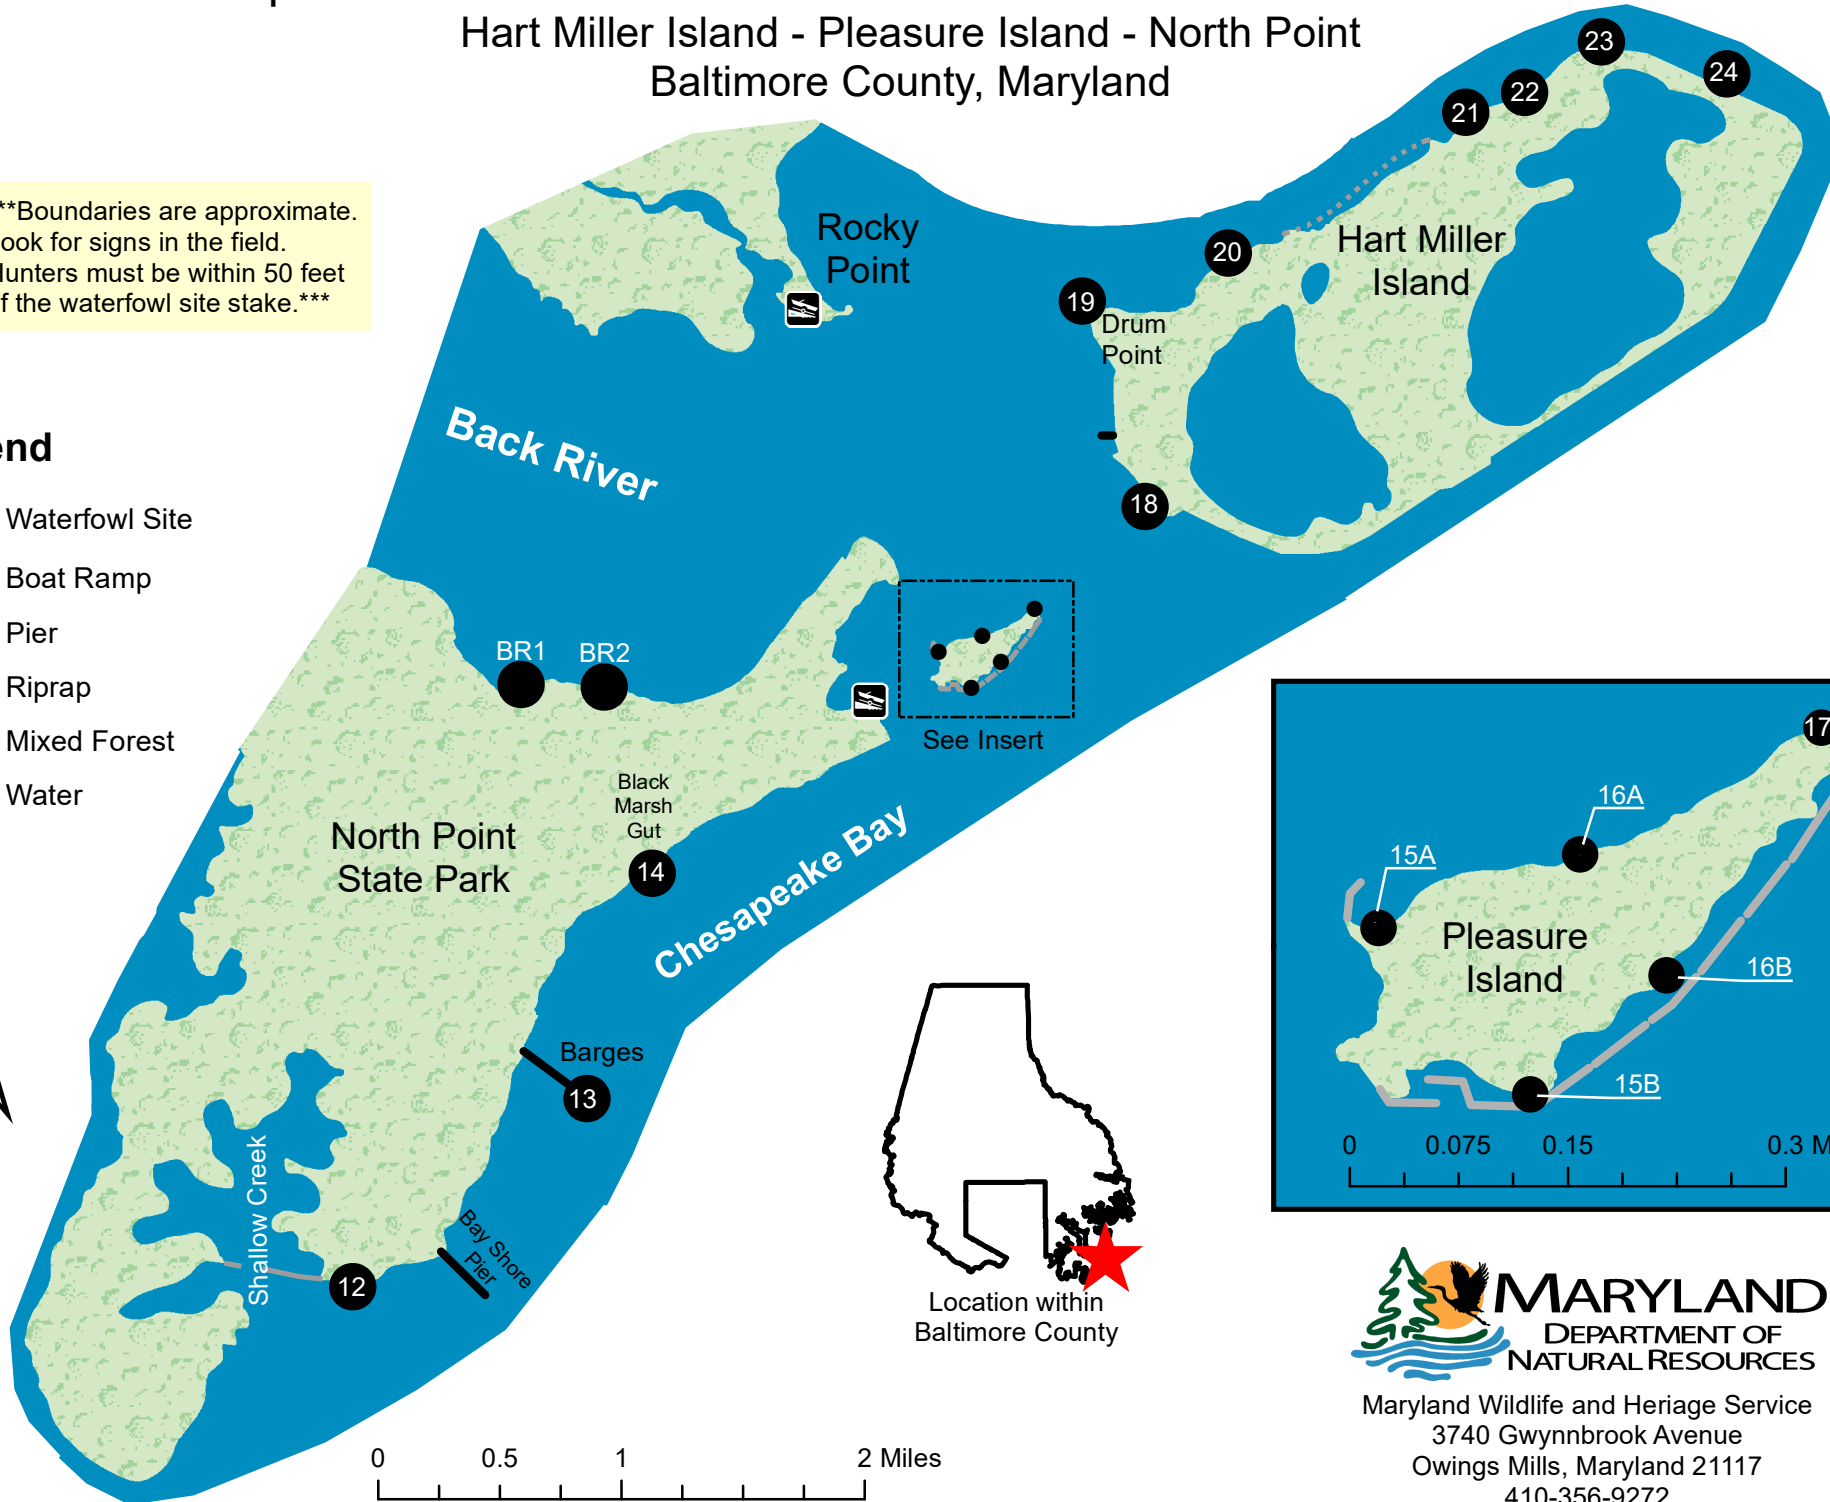 Hart Miller Island - Pleasure Island - North Point
Baltimore County, Maryland
**Boundaries are approximate.
ook for signs in the field.
unters must be within 50 feet
f the waterfowl site stake.***
end
Waterfowl Site
Boat Ramp
Pier
Riprap
Mixed Forest
Water
23
24
22
21
Rocky
Point
Hart Miller
Island
20
19
Drum
Point
Back River
18
BR1
BR2
See Insert
Black
Marsh
Gut
14
North Point
State Park
Chesapeake Bay
Barges
13
Shallow Creek
Bay Shore
Pier
12
17
16A
15A
Pleasure
Island
16B
15B
0 0.075 0.15 0.3 M
Location within
Baltimore County
MARYLAND
DEPARTMENT OF
NATURAL RESOURCES
Maryland Wildlife and Heriage Service
3740 Gwynnbrook Avenue
Owings Mills, Maryland 21117
410-356-9272
0 0.5 1 2 Miles